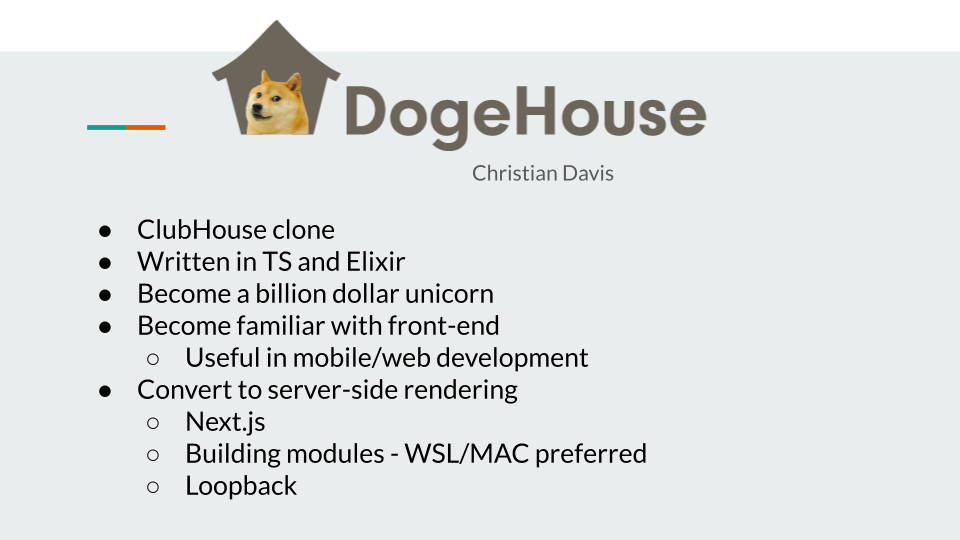 DogeHouse
Christian Davis
● ClubHouse clone
● Written in TS and Elixir
● Become a billion dollar unicorn
● Become familiar with front-end
○ Useful in mobile/web development
● Convert to server-side rendering
○ Next.js
○ Building modules - WSL/MAC preferred
○ Loopback